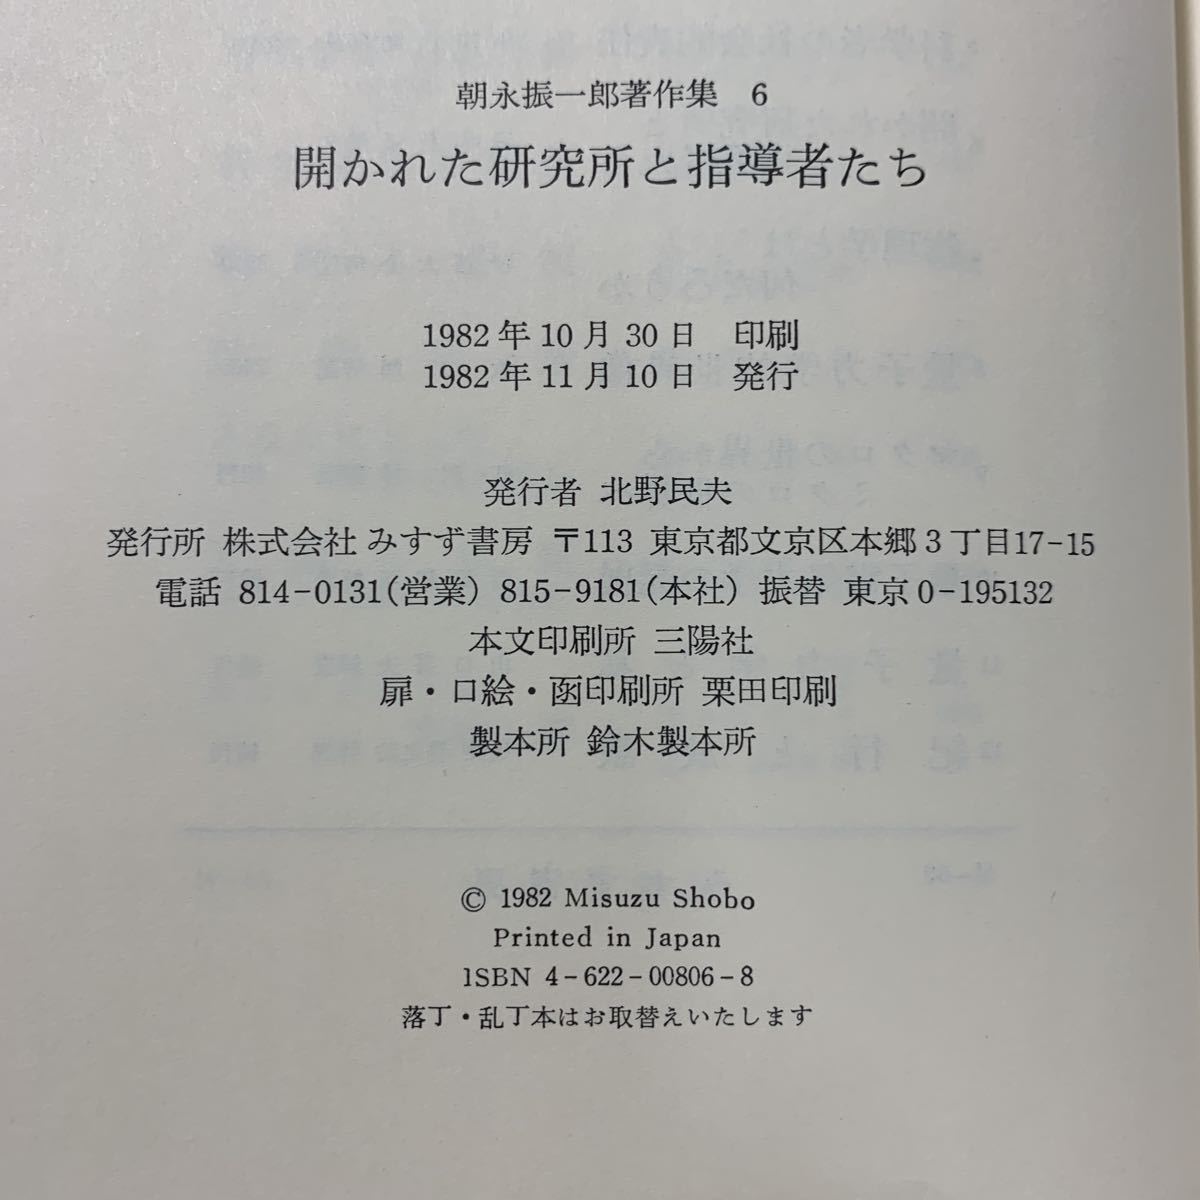 朝永振一郎著作集 6
開かれた研究所と指導者たち
1982年10月30日 印刷
1982年11月10日 発行
発行者 北野民夫
発行所 株式会社 みすず書房 〒113 東京都文京区本郷3丁目17-15
電話 814-0131(営業) 815-9181(本社) 振替 東京0-195132
本文印刷所 三陽社
扉・口絵・函印刷所 栗田印刷
製本所 鈴木製本所
© 1982 Misuzu Shobo
Printed in Japan
ISBN 4-622-00806-8
落丁・乱丁本はお取替えいたします